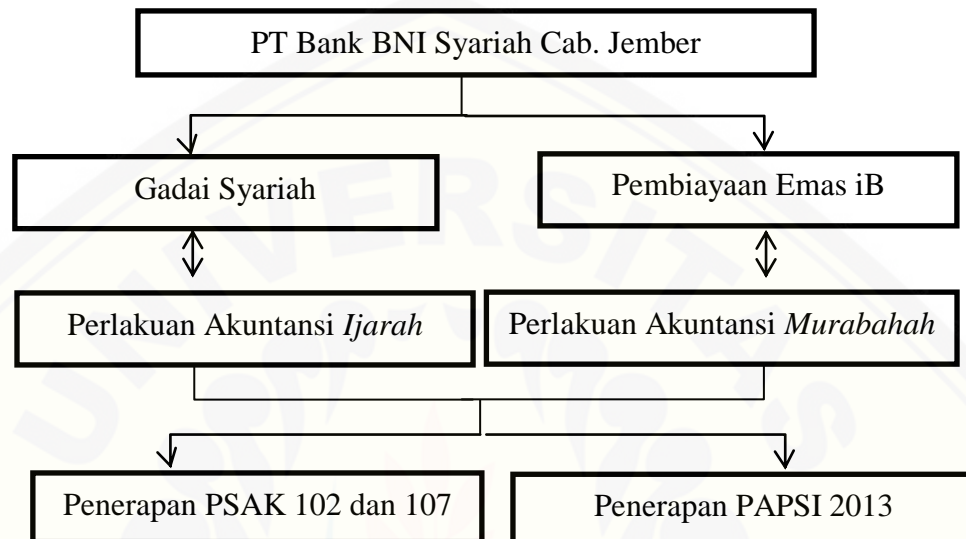 PT Bank BNI Syariah Cab. Jember
Gadai Syariah
Pembiayaan Emas iB
Perlakuan Akuntansi Ijarah
Perlakuan Akuntansi Murabahah
Penerapan PSAK 102 dan 107
Penerapan PAPSI 2013
UNIVERSITAS